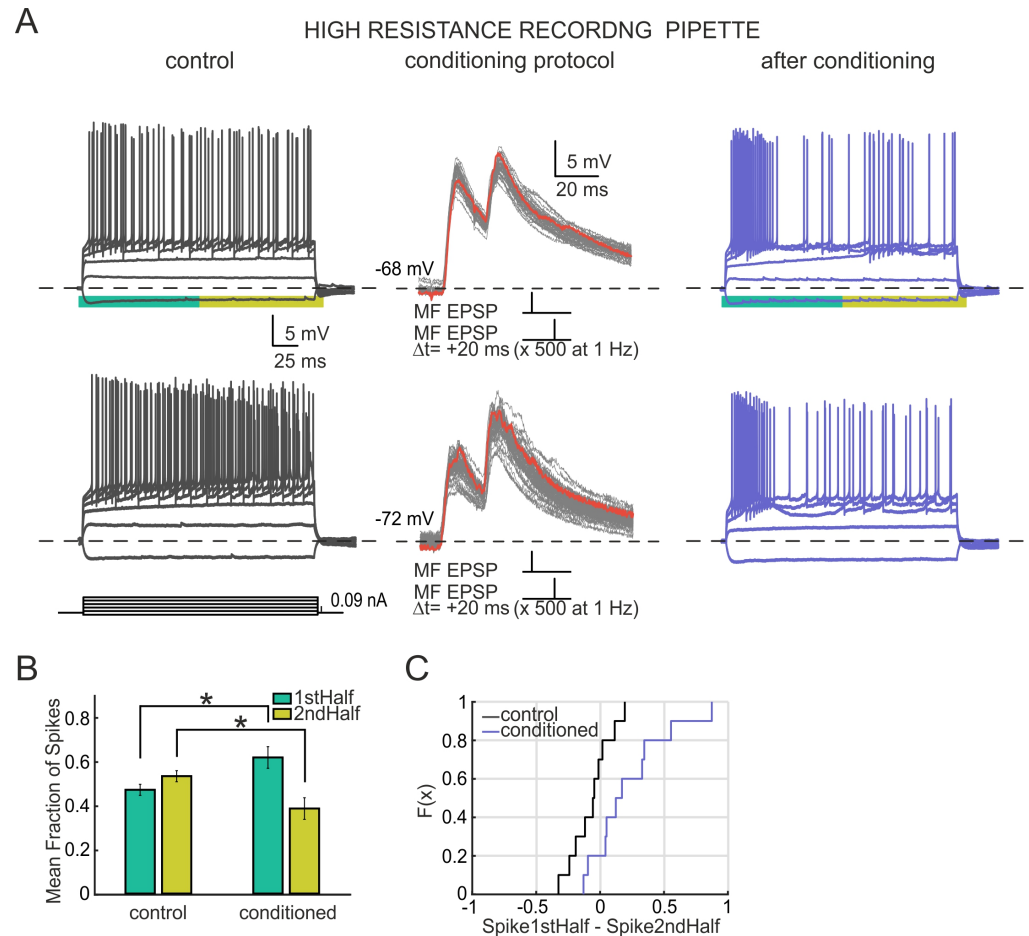 A
HIGH RESISTANCE RECORDNG PIPETTE
control
conditioning protocol
after conditioning
5 mV
20 ms
-68 mV
MF EPSP
MF EPSP
Δt= +20 ms (x 500 at 1 Hz)
5 mV
25 ms
-72 mV
MF EPSP
MF EPSP
Δt= +20 ms (x 500 at 1 Hz)
0.09 nA
B
Mean Fraction of Spikes
0.8
0.6
0.4
0.2
0
*
*
1stHalf
2ndHalf
control
conditioned
C
F(x)
1
0.8
0.6
0.4
0.2
0
control
conditioned
-1
-0.5
0
0.5
1
Spike1stHalf - Spike2ndHalf